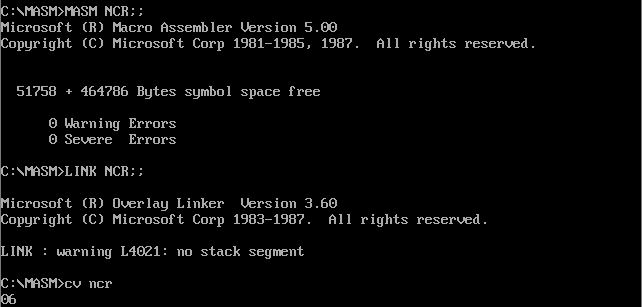 C:\MASM>MASM NCR;;
Microsoft (R) Macro Assembler Version 5.00
Copyright (C) Microsoft Corp 1981-1985, 1987.  All rights reserved.
51758 + 464786 Bytes symbol space free
0 Warning Errors
0 Severe  Errors
C:\MASM>LINK NCR;;
Microsoft (R) Overlay Linker  Version 3.60
Copyright (C) Microsoft Corp 1983-1987.  All rights reserved.
LINK : warning L4021: no stack segment
C:\MASM>cv ncr
06